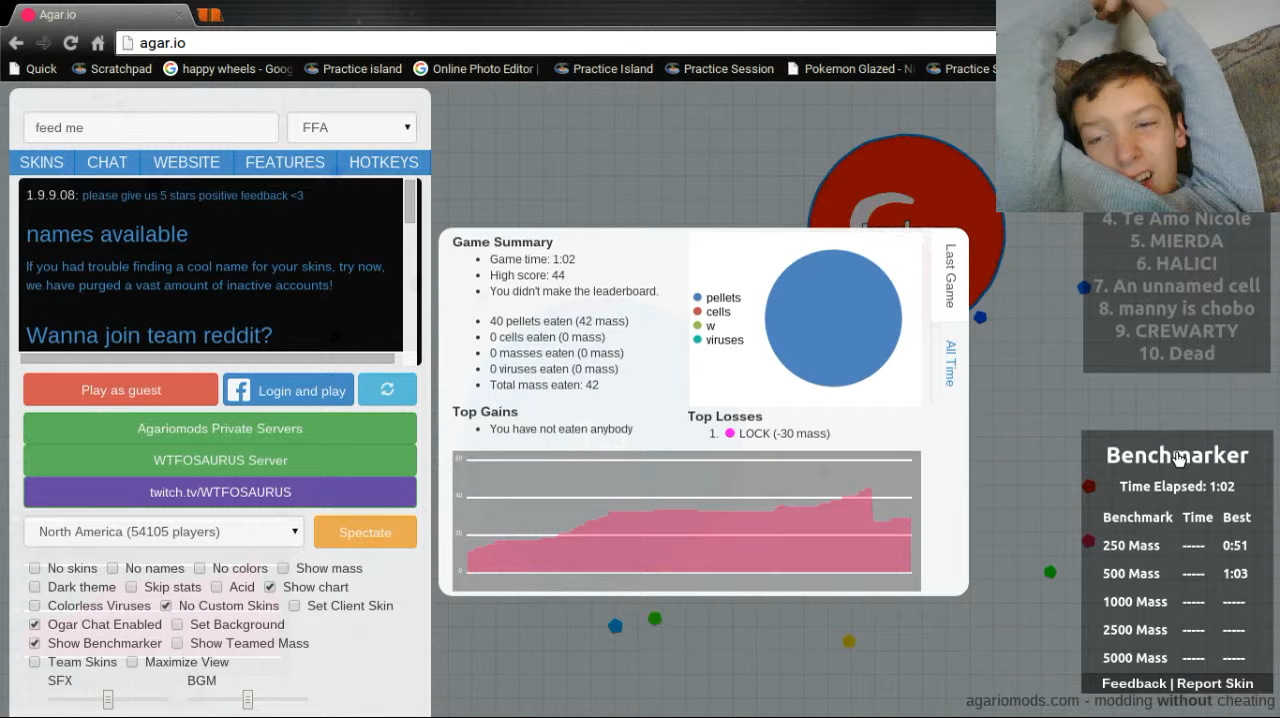 Agar.io
agar.io
Quick Scratchpad happy wheels - Goo Practice island Online Photo Editor | Practice Island Practice Session Pokemon Glazed - N Practice S
feed me FFA
SKINS CHAT WEBSITE FEATURES HOTKEYS
1.9.9.08: please give us 5 stars positive feedback <3
names available
If you had trouble finding a cool name for your skins, try now,
we have purged a vast amount of inactive accounts!
Wanna join team reddit?
Play as guest Login and play
Agariomods Private Servers
WTFOSAURUS Server
twitch.tv/WTFOSAURUS
North America (54105 players) Spectate
No skins No names No colors Show mass
Dark theme Skip stats Acid Show chart
Colorless Viruses No Custom Skins Set Client Skin
Ogar Chat Enabled Set Background
Show Benchmarker Show Teamed Mass
Team Skins Maximize View
SFX BGM
Game Summary
Game time: 1:02
High score: 44
You didn't make the leaderboard.
40 pellets eaten (42 mass)
0 cells eaten (0 mass)
0 masses eaten (0 mass)
0 viruses eaten (0 mass)
Total mass eaten: 42
pellets
cells
w
viruses
Last Game
All Time
Top Gains
You have not eaten anybody
Top Losses
1. LOCK (-30 mass)
40
20
0
4. Te Amo Nicole
5. MIERDA
6. HALICI
7. An unnamed cell
8. manny is chobo
9. CREWARTY
10. Dead
Benchmarker
Time Elapsed: 1:02
Benchmark Time Best
250 Mass ----- 0:51
500 Mass ----- 1:03
1000 Mass ----- -----
2500 Mass ----- -----
5000 Mass ----- -----
Feedback | Report Skin
agariomods.com - modding without cheating